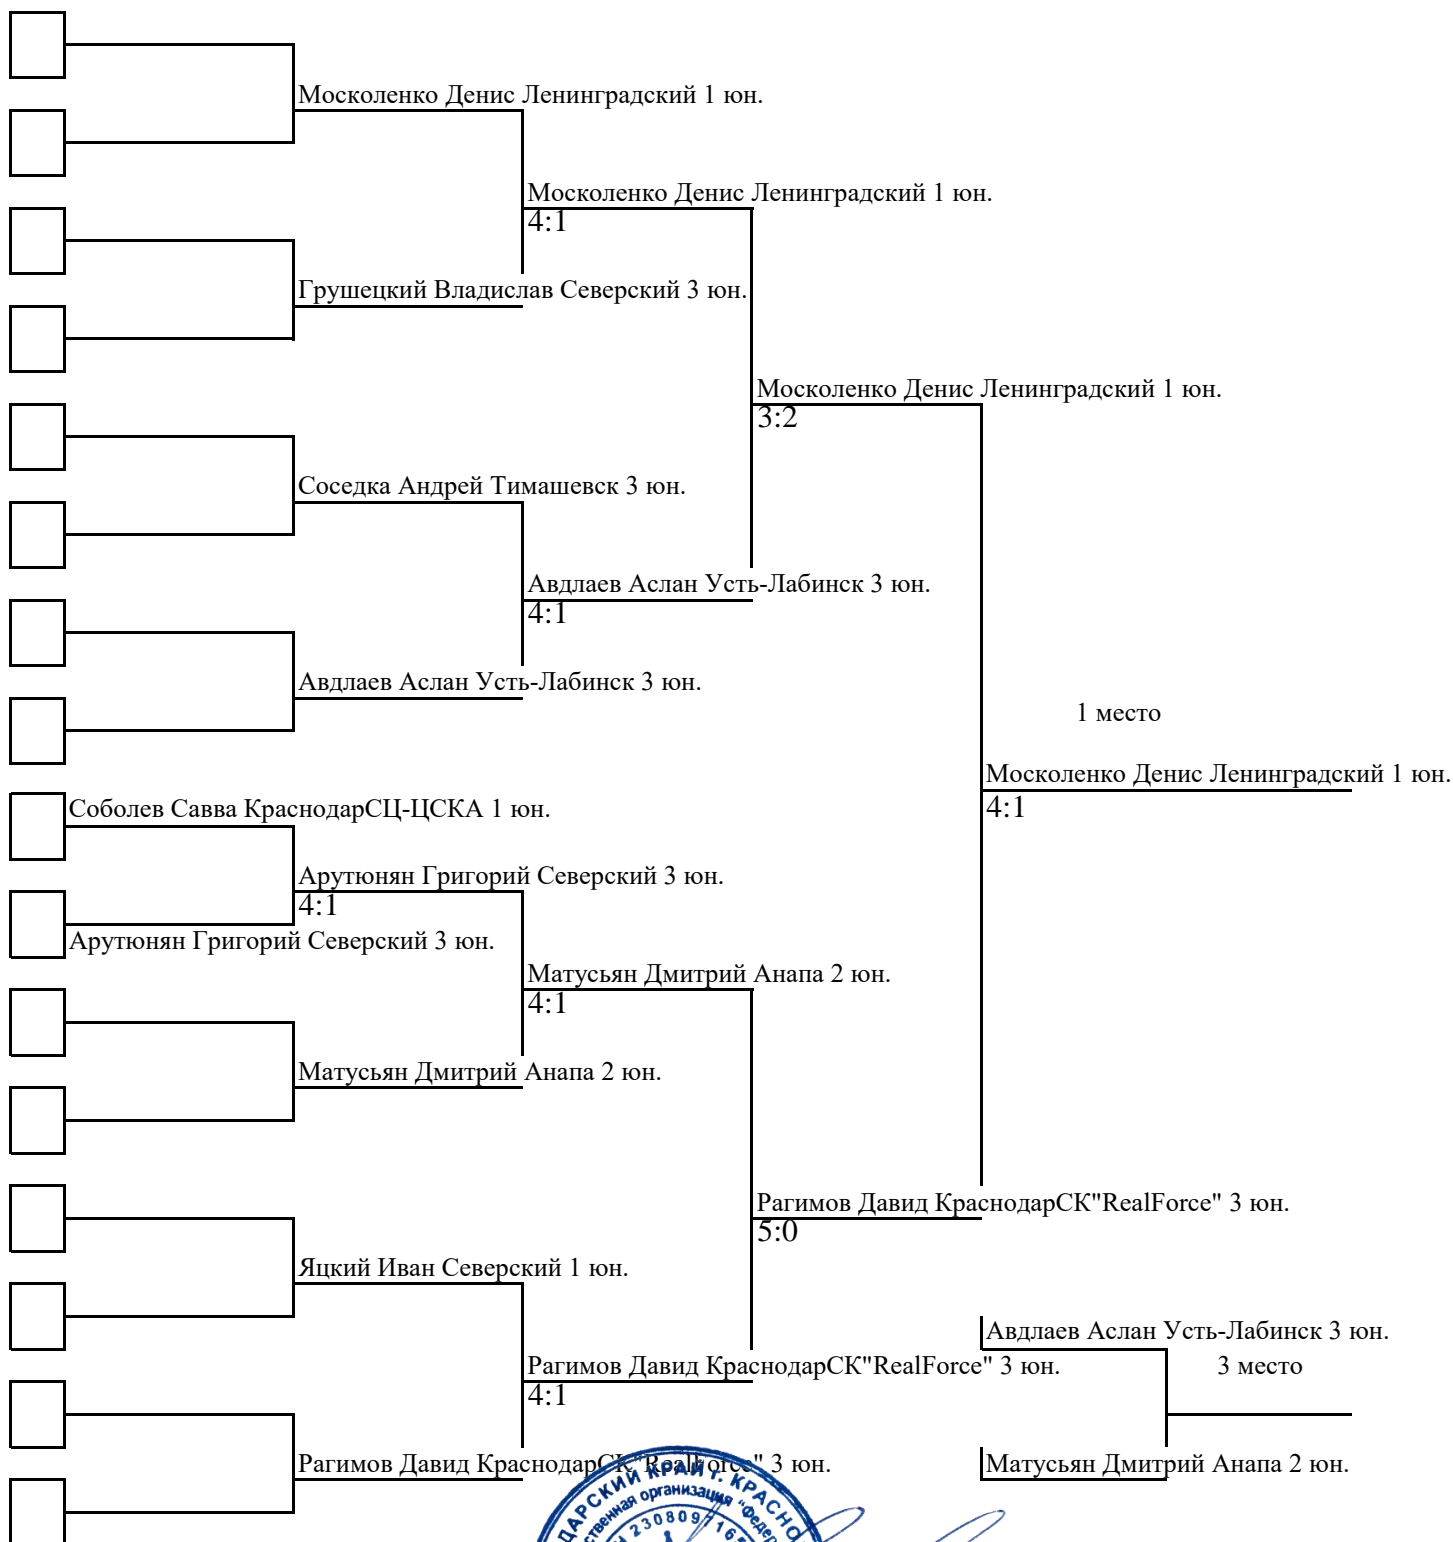 Москоленко Денис Ленинградский 1 юн.
Москоленко Денис Ленинградский 1 юн.
4:1
Грушецкий Владислав Северский 3 юн.
Москоленко Денис Ленинградский 1 юн.
3:2
Соседка Андрей Тимашевск 3 юн.
Авдлаев Аслан Усть-Лабинск 3 юн.
4:1
Авдлаев Аслан Усть-Лабинск 3 юн.
1 место
Москоленко Денис Ленинградский 1 юн.
4:1
Соболев Савва КраснодарСЦ-ЦСКА 1 юн.
Арутюнян Григорий Северский 3 юн.
4:1
Арутюнян Григорий Северский 3 юн.
Матусьян Дмитрий Анапа 2 юн.
4:1
Матусьян Дмитрий Анапа 2 юн.
Рагимов Давид КраснодарСК"RealForce" 3 юн.
5:0
Яцкий Иван Северский 1 юн.
Авдлаев Аслан Усть-Лабинск 3 юн.
Рагимов Давид КраснодарСК"RealForce" 3 юн.
3 место
4:1
Рагимов Давид КраснодарСК"RealForce" 3 юн.
Матусьян Дмитрий Анапа 2 юн.
КРАЙ г.
организация